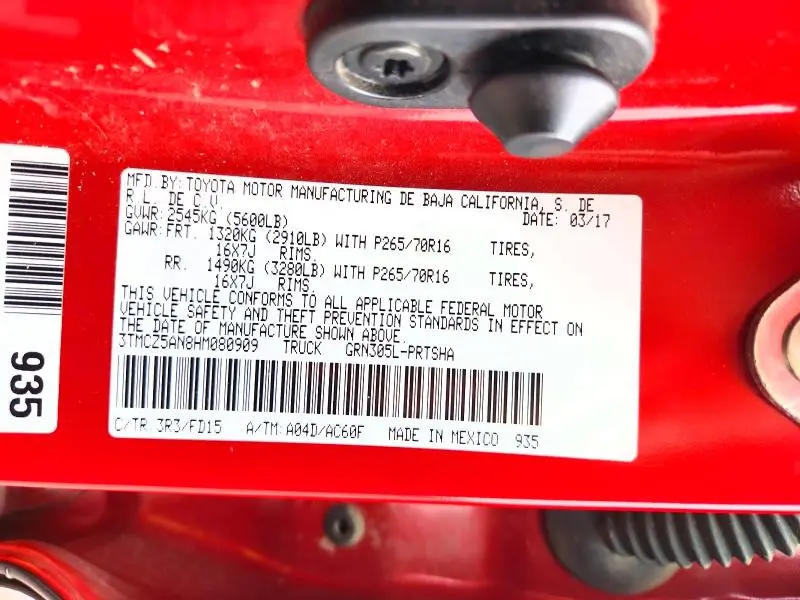 MFD.BY:TOYOTA MOTOR MANUFACTURING DE BAJA CALIFORNIA, S. DE
R.L. DE C.V. DATE: 03/17
GVWR:2545KG (5600LB)
GAWR:FRT. 1320KG (2910LB) WITH P265/70R16 TIRES,
16X7J RIMS.
RR. 1490KG (3280LB) WITH P265/70R16 TIRES,
16X7J RIMS.
THIS VEHICLE CONFORMS TO ALL APPLICABLE FEDERAL MOTOR
VEHICLE SAFETY AND THEFT PREVENTION STANDARDS IN EFFECT ON
THE DATE OF MANUFACTURE SHOWN ABOVE.
3TMCZ5AN8HM080909 TRUCK GRN305L-PRTSHA
C/TR 3R3/FD15 A/TM:A04D/AC60F MADE IN MEXICO 935
935